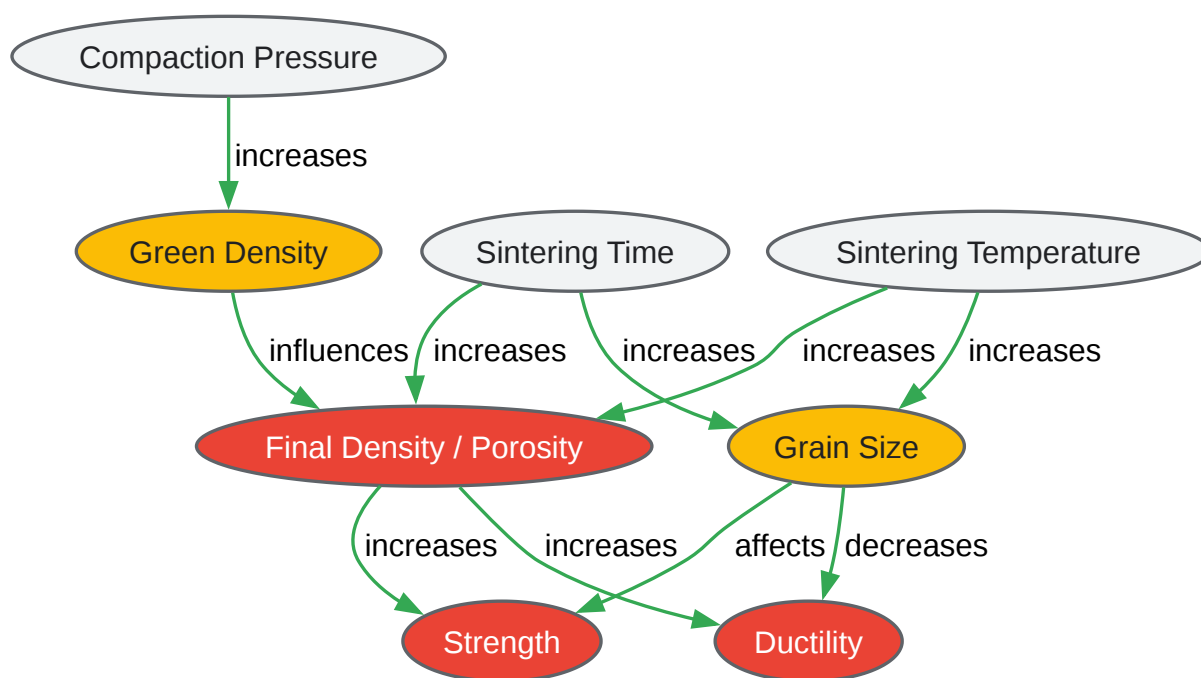 Compaction Pressure
increases
Green Density
Sintering Time
Sintering Temperature
influences
increases
increases
increases
increases
Final Density / Porosity
Grain Size
increases
increases
affects
decreases
Strength
Ductility